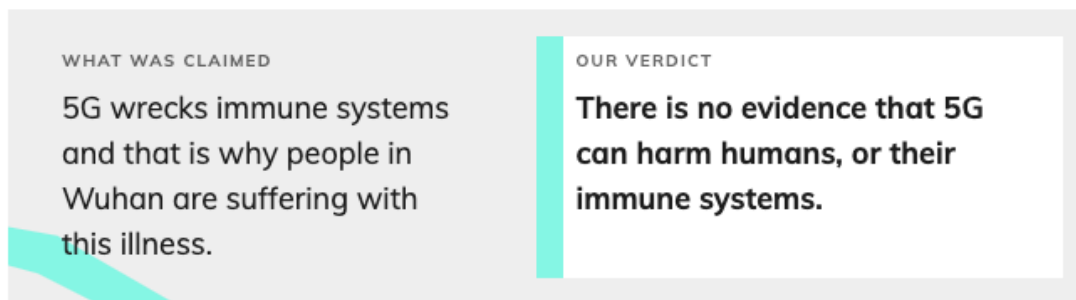 WHAT WAS CLAIMED
5G wrecks immune systems
and that is why people in
Wuhan are suffering with
this illness.
OUR VERDICT
There is no evidence that 5G
can harm humans, or their
immune systems.